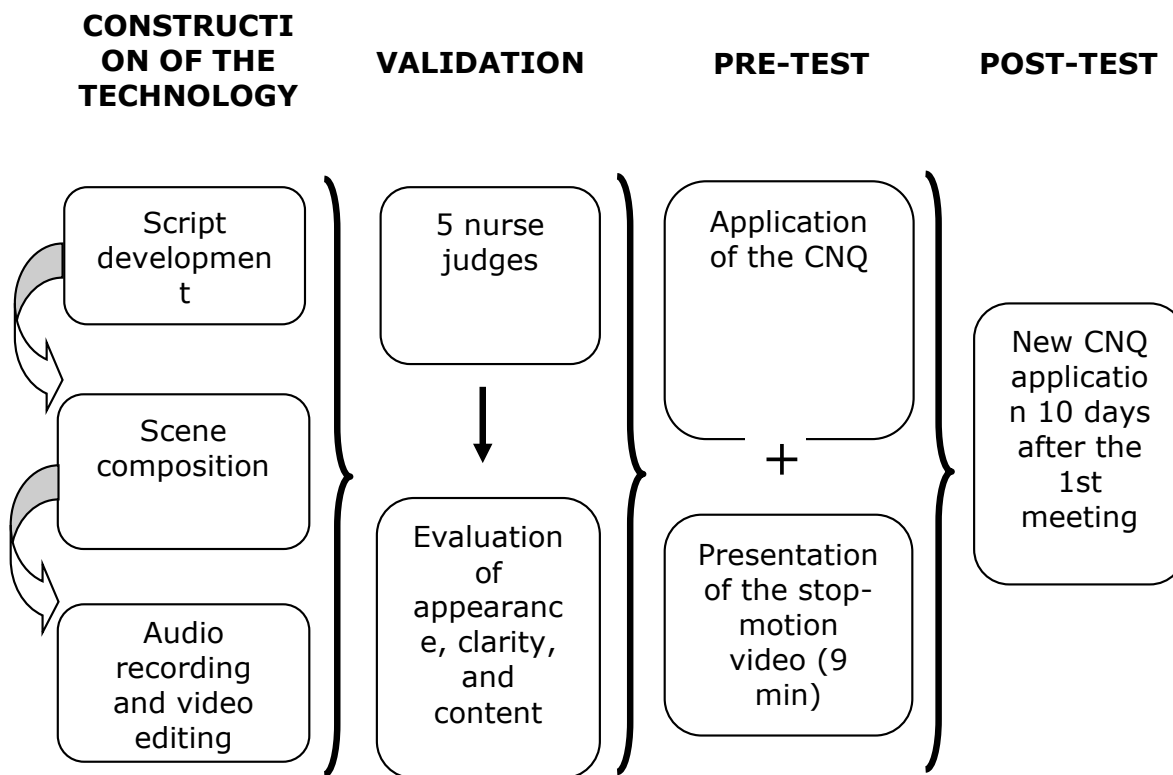 CONSTRUCTI
ON OF THE
TECHNOLOGY
VALIDATION
PRE-TEST
POST-TEST
Script
developmen
t
Scene
composition
Audio
recording
and video
editing
5 nurse
judges
Evaluation
of
appearanc
e, clarity,
and
content
Application
of the CNQ
+
Presentation
of the stop-
motion
video (9
min)
New CNQ
applicatio
n 10 days
after the
1st
meeting